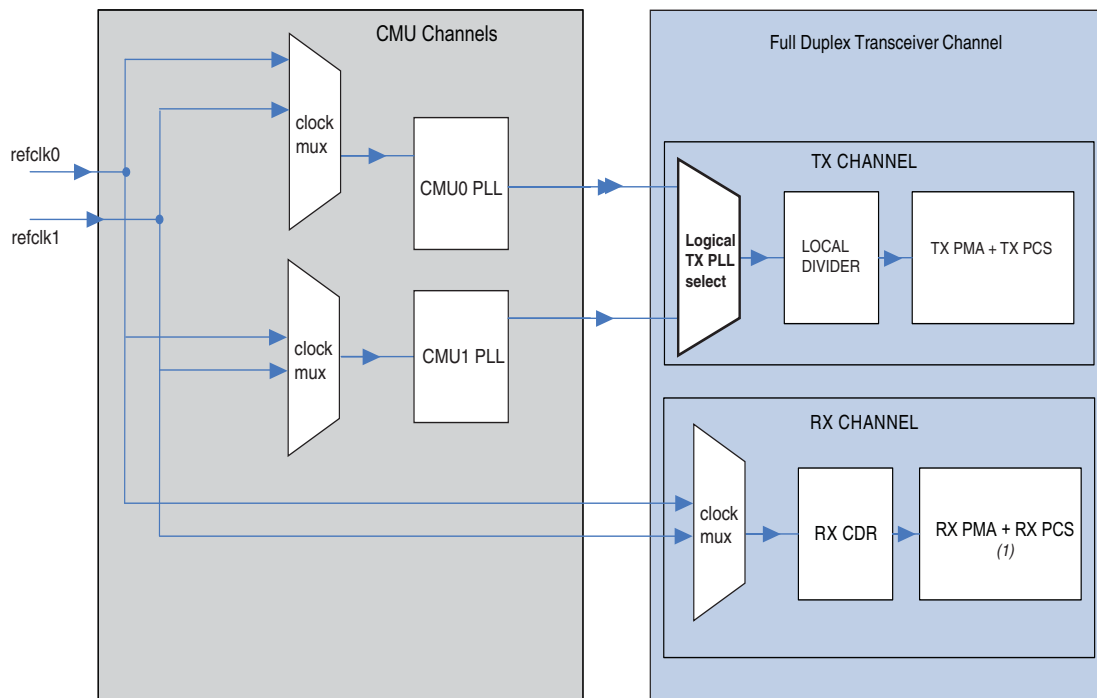 CMU Channels
Full Duplex Transceiver Channel
refclk0
refclk1
clock
mux
CMU0 PLL
clock
mux
CMU1 PLL
TX CHANNEL
Logical
TX PLL
select
LOCAL
DIVIDER
TX PMA + TX PCS
RX CHANNEL
clock
mux
RX CDR
RX PMA + RX PCS
(1)